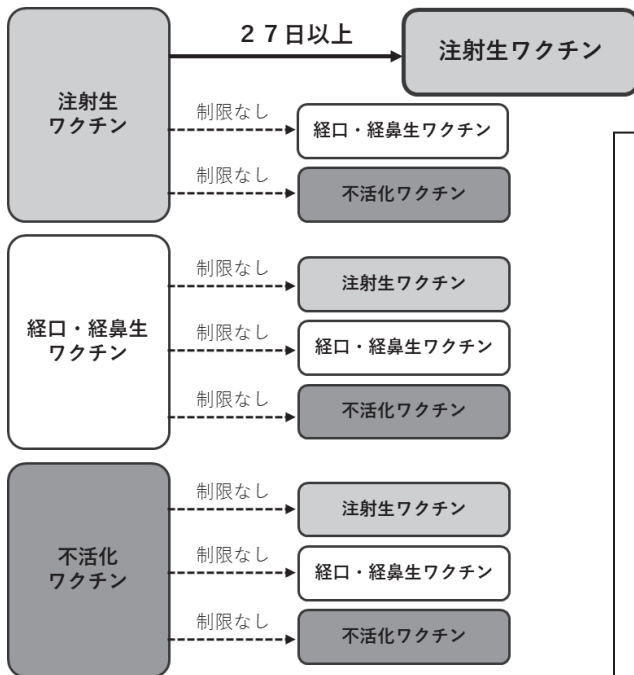 注射生
ワクチン
２７日以上
注射生ワクチン
制限なし
経口・経鼻生ワクチン
制限なし
不活化ワクチン
経口・経鼻生
ワクチン
制限なし
注射生ワクチン
制限なし
経口・経鼻生ワクチン
制限なし
不活化ワクチン
不活化
ワクチン
制限なし
注射生ワクチン
制限なし
経口・経鼻生ワクチン
制限なし
不活化ワクチン